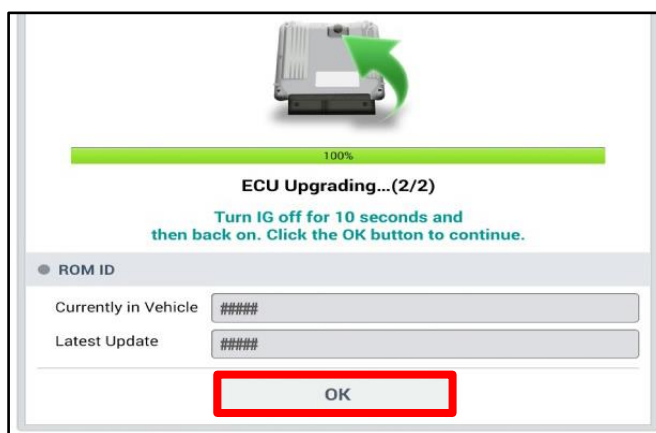 100%
ECU Upgrading...(2/2)
Turn IG off for 10 seconds and
then back on. Click the OK button to continue.
ROM ID
Currently in Vehicle #####
Latest Update #####
OK